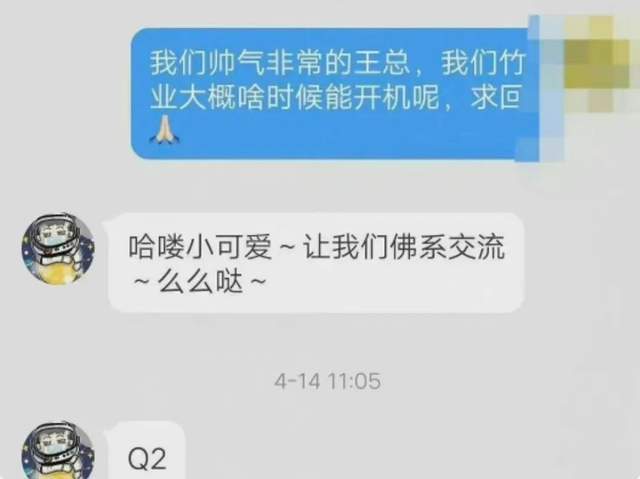 我们帅气非常的王总，我们竹
业大概啥时候能开机呢，求回
🙏🏻
哈喽小可爱～让我们佛系交流
～么么哒～
4-14 11:05
Q2